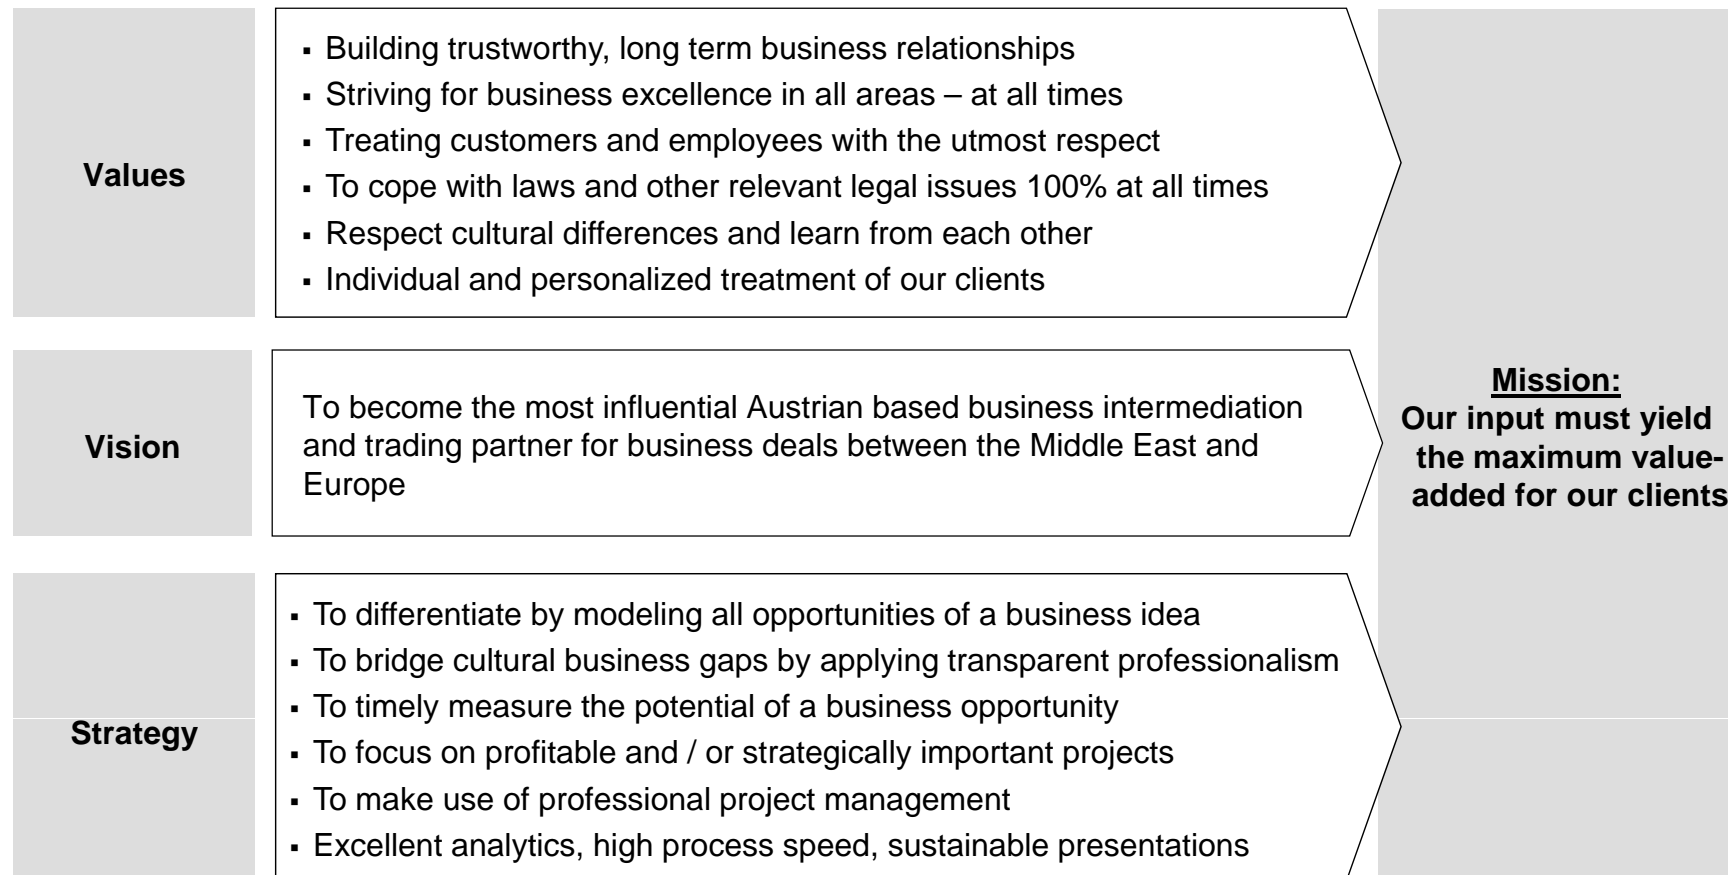 Values
▪ Building trustworthy, long term business relationships
▪ Striving for business excellence in all areas – at all times
▪ Treating customers and employees with the utmost respect
▪ To cope with laws and other relevant legal issues 100% at all times
▪ Respect cultural differences and learn from each other
▪ Individual and personalized treatment of our clients
Vision
To become the most influential Austrian based business intermediation
and trading partner for business deals between the Middle East and
Europe
Strategy
▪ To differentiate by modeling all opportunities of a business idea
▪ To bridge cultural business gaps by applying transparent professionalism
▪ To timely measure the potential of a business opportunity
▪ To focus on profitable and / or strategically important projects
▪ To make use of professional project management
▪ Excellent analytics, high process speed, sustainable presentations
Mission:
Our input must yield
the maximum value-
added for our clients